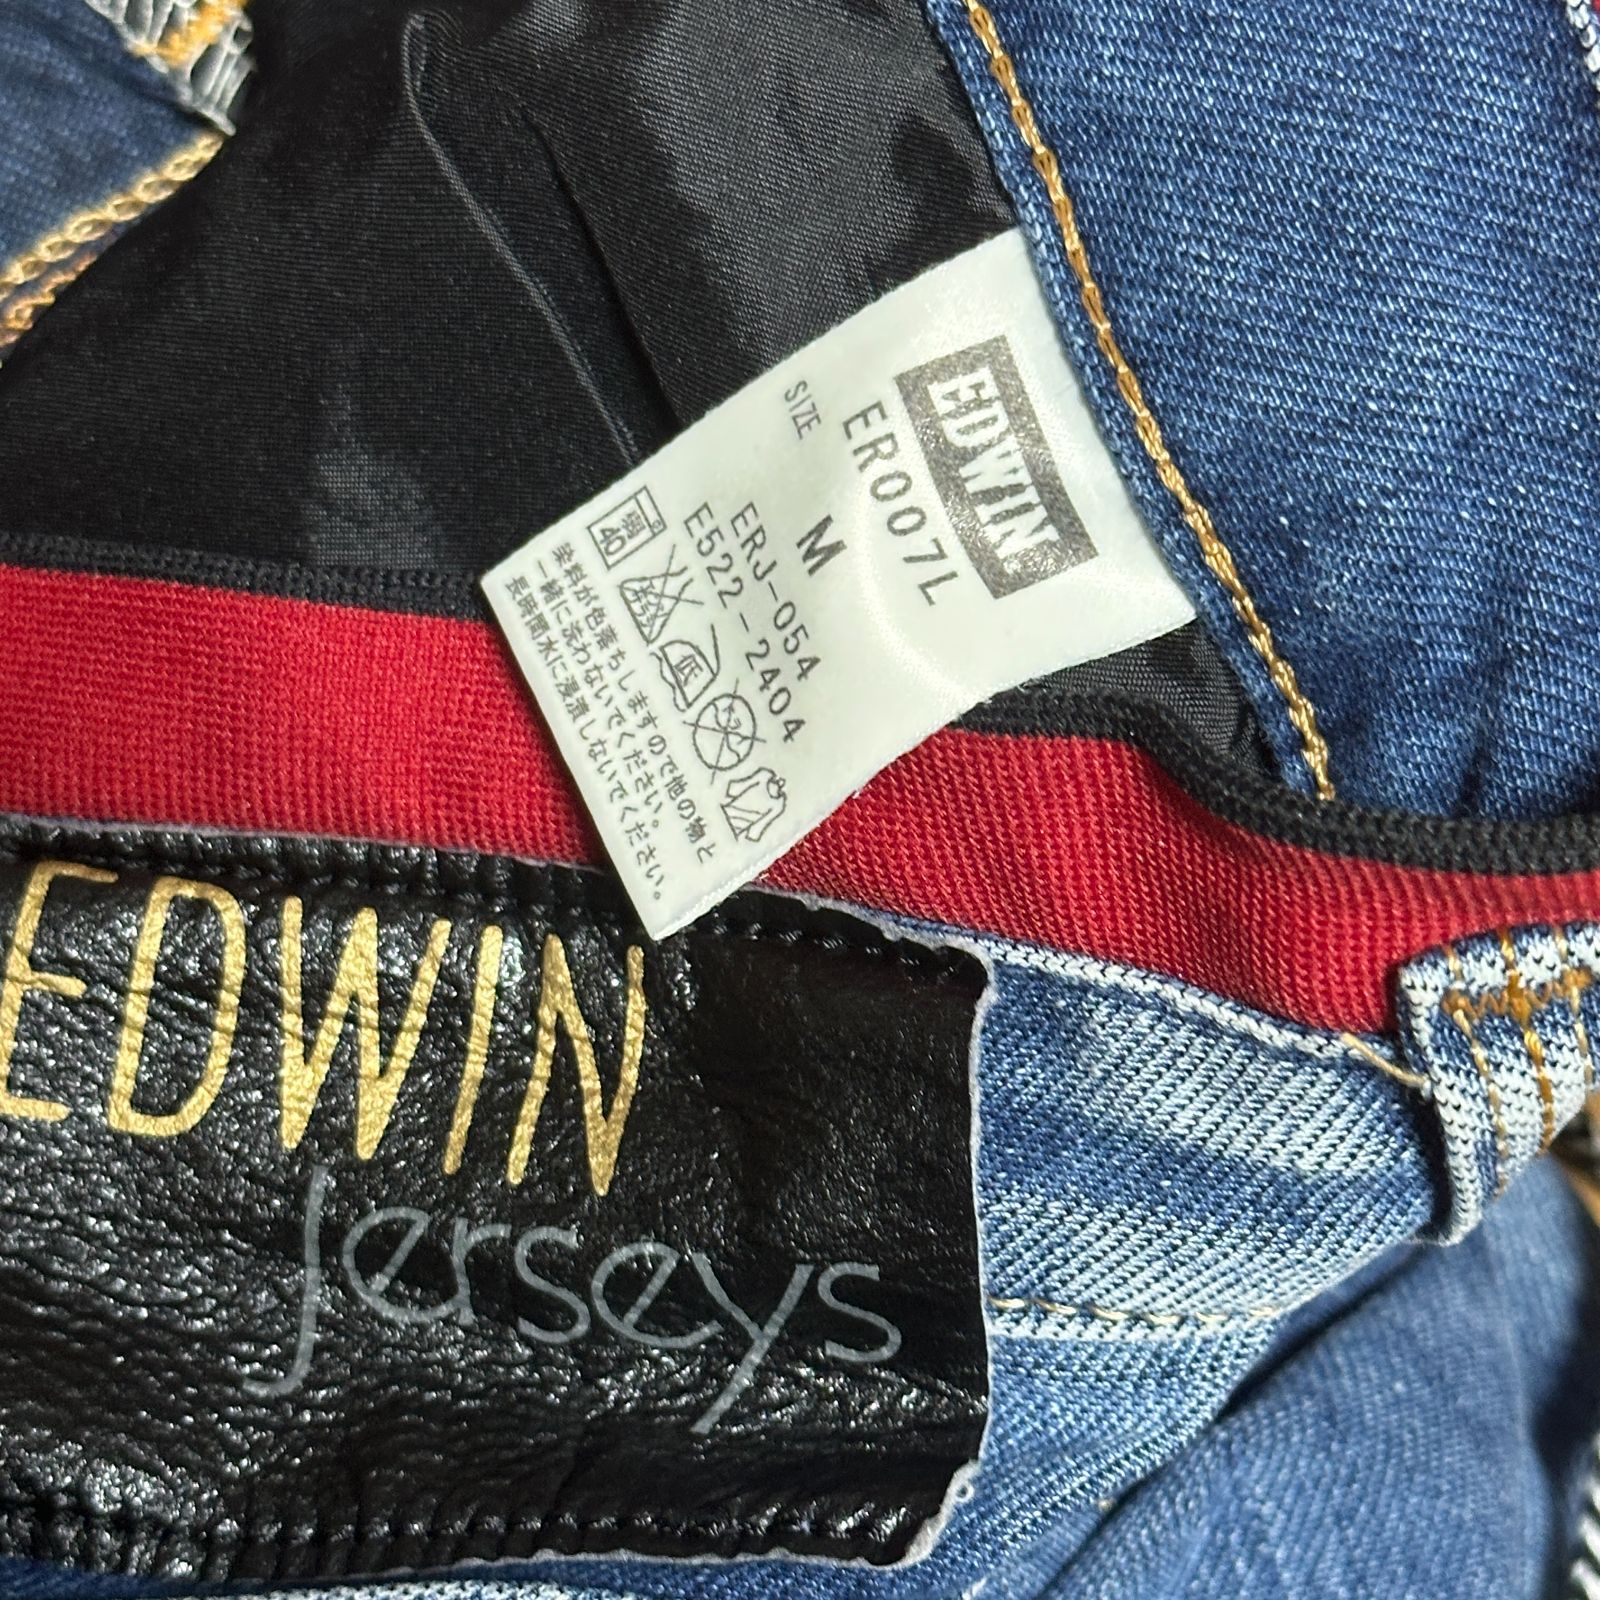 EDWIN
ER007L
SIZE M
ERJ-054
E522-2404
弱
40
低
染料が色落ちしますので他の物と
一緒に洗わないでください。
長時間水に浸漬しないでください。
EDWIN
Jerseys